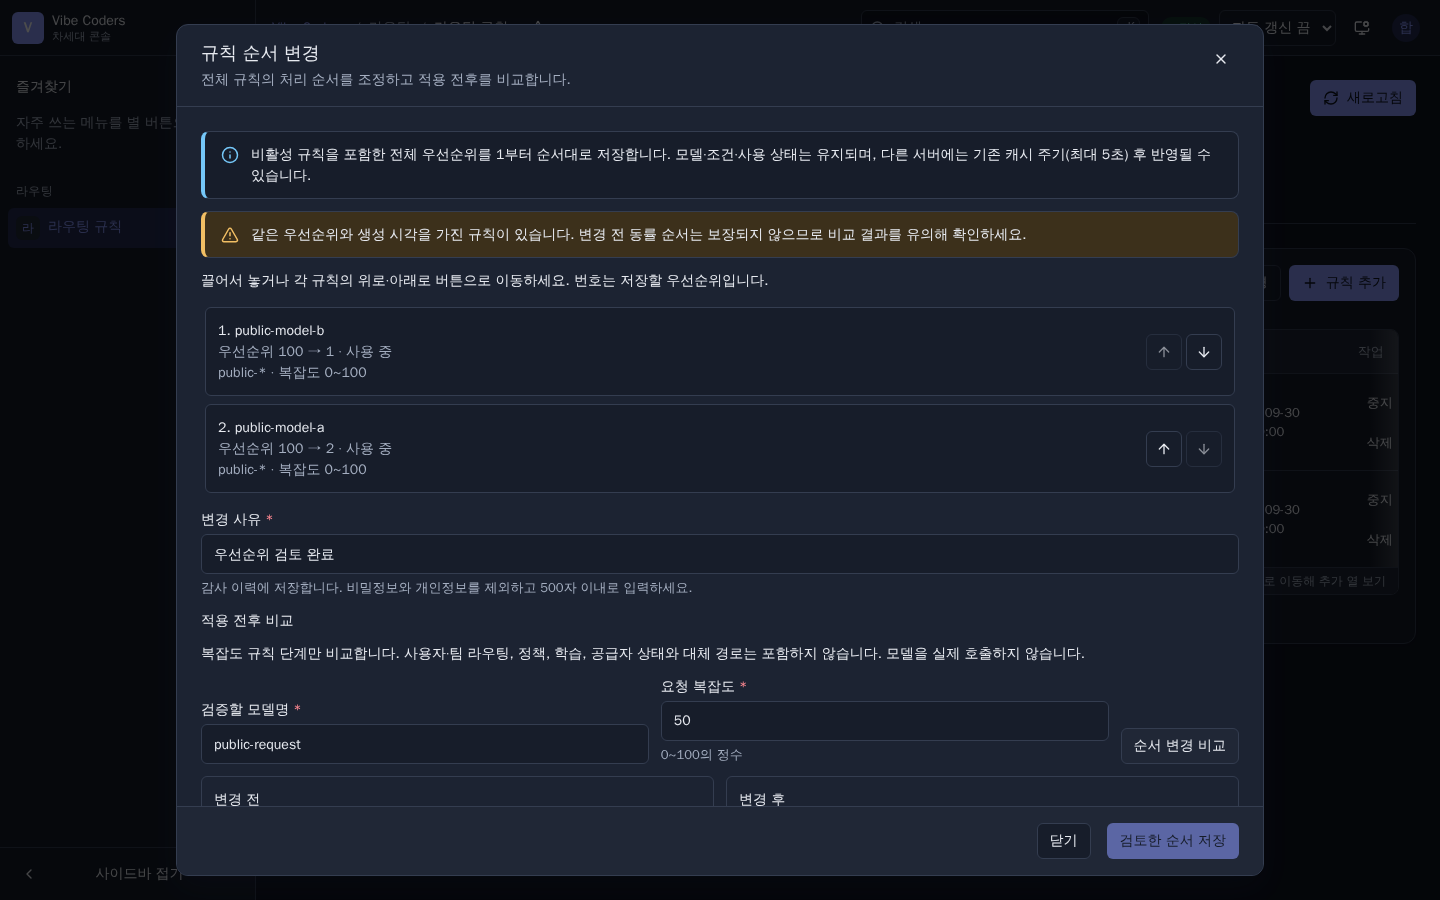 V
Vibe Coders
차세대 콘솔
갱신 끔
합
즐겨찾기
자주 쓰는 메뉴를 별 버튼
하세요.
라우팅
라
라우팅 규칙
새로고침
규칙 추가
작업
09-30
:00
중지
삭제
09-30
:00
중지
삭제
로 이동해 추가 열 보기
사이드바 접기
규칙 순서 변경
전체 규칙의 처리 순서를 조정하고 적용 전후를 비교합니다.
비활성 규칙을 포함한 전체 우선순위를 1부터 순서대로 저장합니다. 모델·조건·사용 상태는 유지되며, 다른 서버에는 기존 캐시 주기(최대 5초) 후 반영될 수
있습니다.
같은 우선순위와 생성 시각을 가진 규칙이 있습니다. 변경 전 동률 순서는 보장되지 않으므로 비교 결과를 유의해 확인하세요.
끌어서 놓거나 각 규칙의 위로·아래로 버튼으로 이동하세요. 번호는 저장할 우선순위입니다.
1. public-model-b
우선순위 100 → 1 · 사용 중
public-* · 복잡도 0~100
2. public-model-a
우선순위 100 → 2 · 사용 중
public-* · 복잡도 0~100
변경 사유 *
우선순위 검토 완료
감사 이력에 저장합니다. 비밀정보와 개인정보를 제외하고 500자 이내로 입력하세요.
적용 전후 비교
복잡도 규칙 단계만 비교합니다. 사용자·팀 라우팅, 정책, 학습, 공급자 상태와 대체 경로는 포함하지 않습니다. 모델을 실제 호출하지 않습니다.
검증할 모델명 *
public-request
요청 복잡도 *
50
0~100의 정수
순서 변경 비교
변경 전
변경 후
닫기
검토한 순서 저장